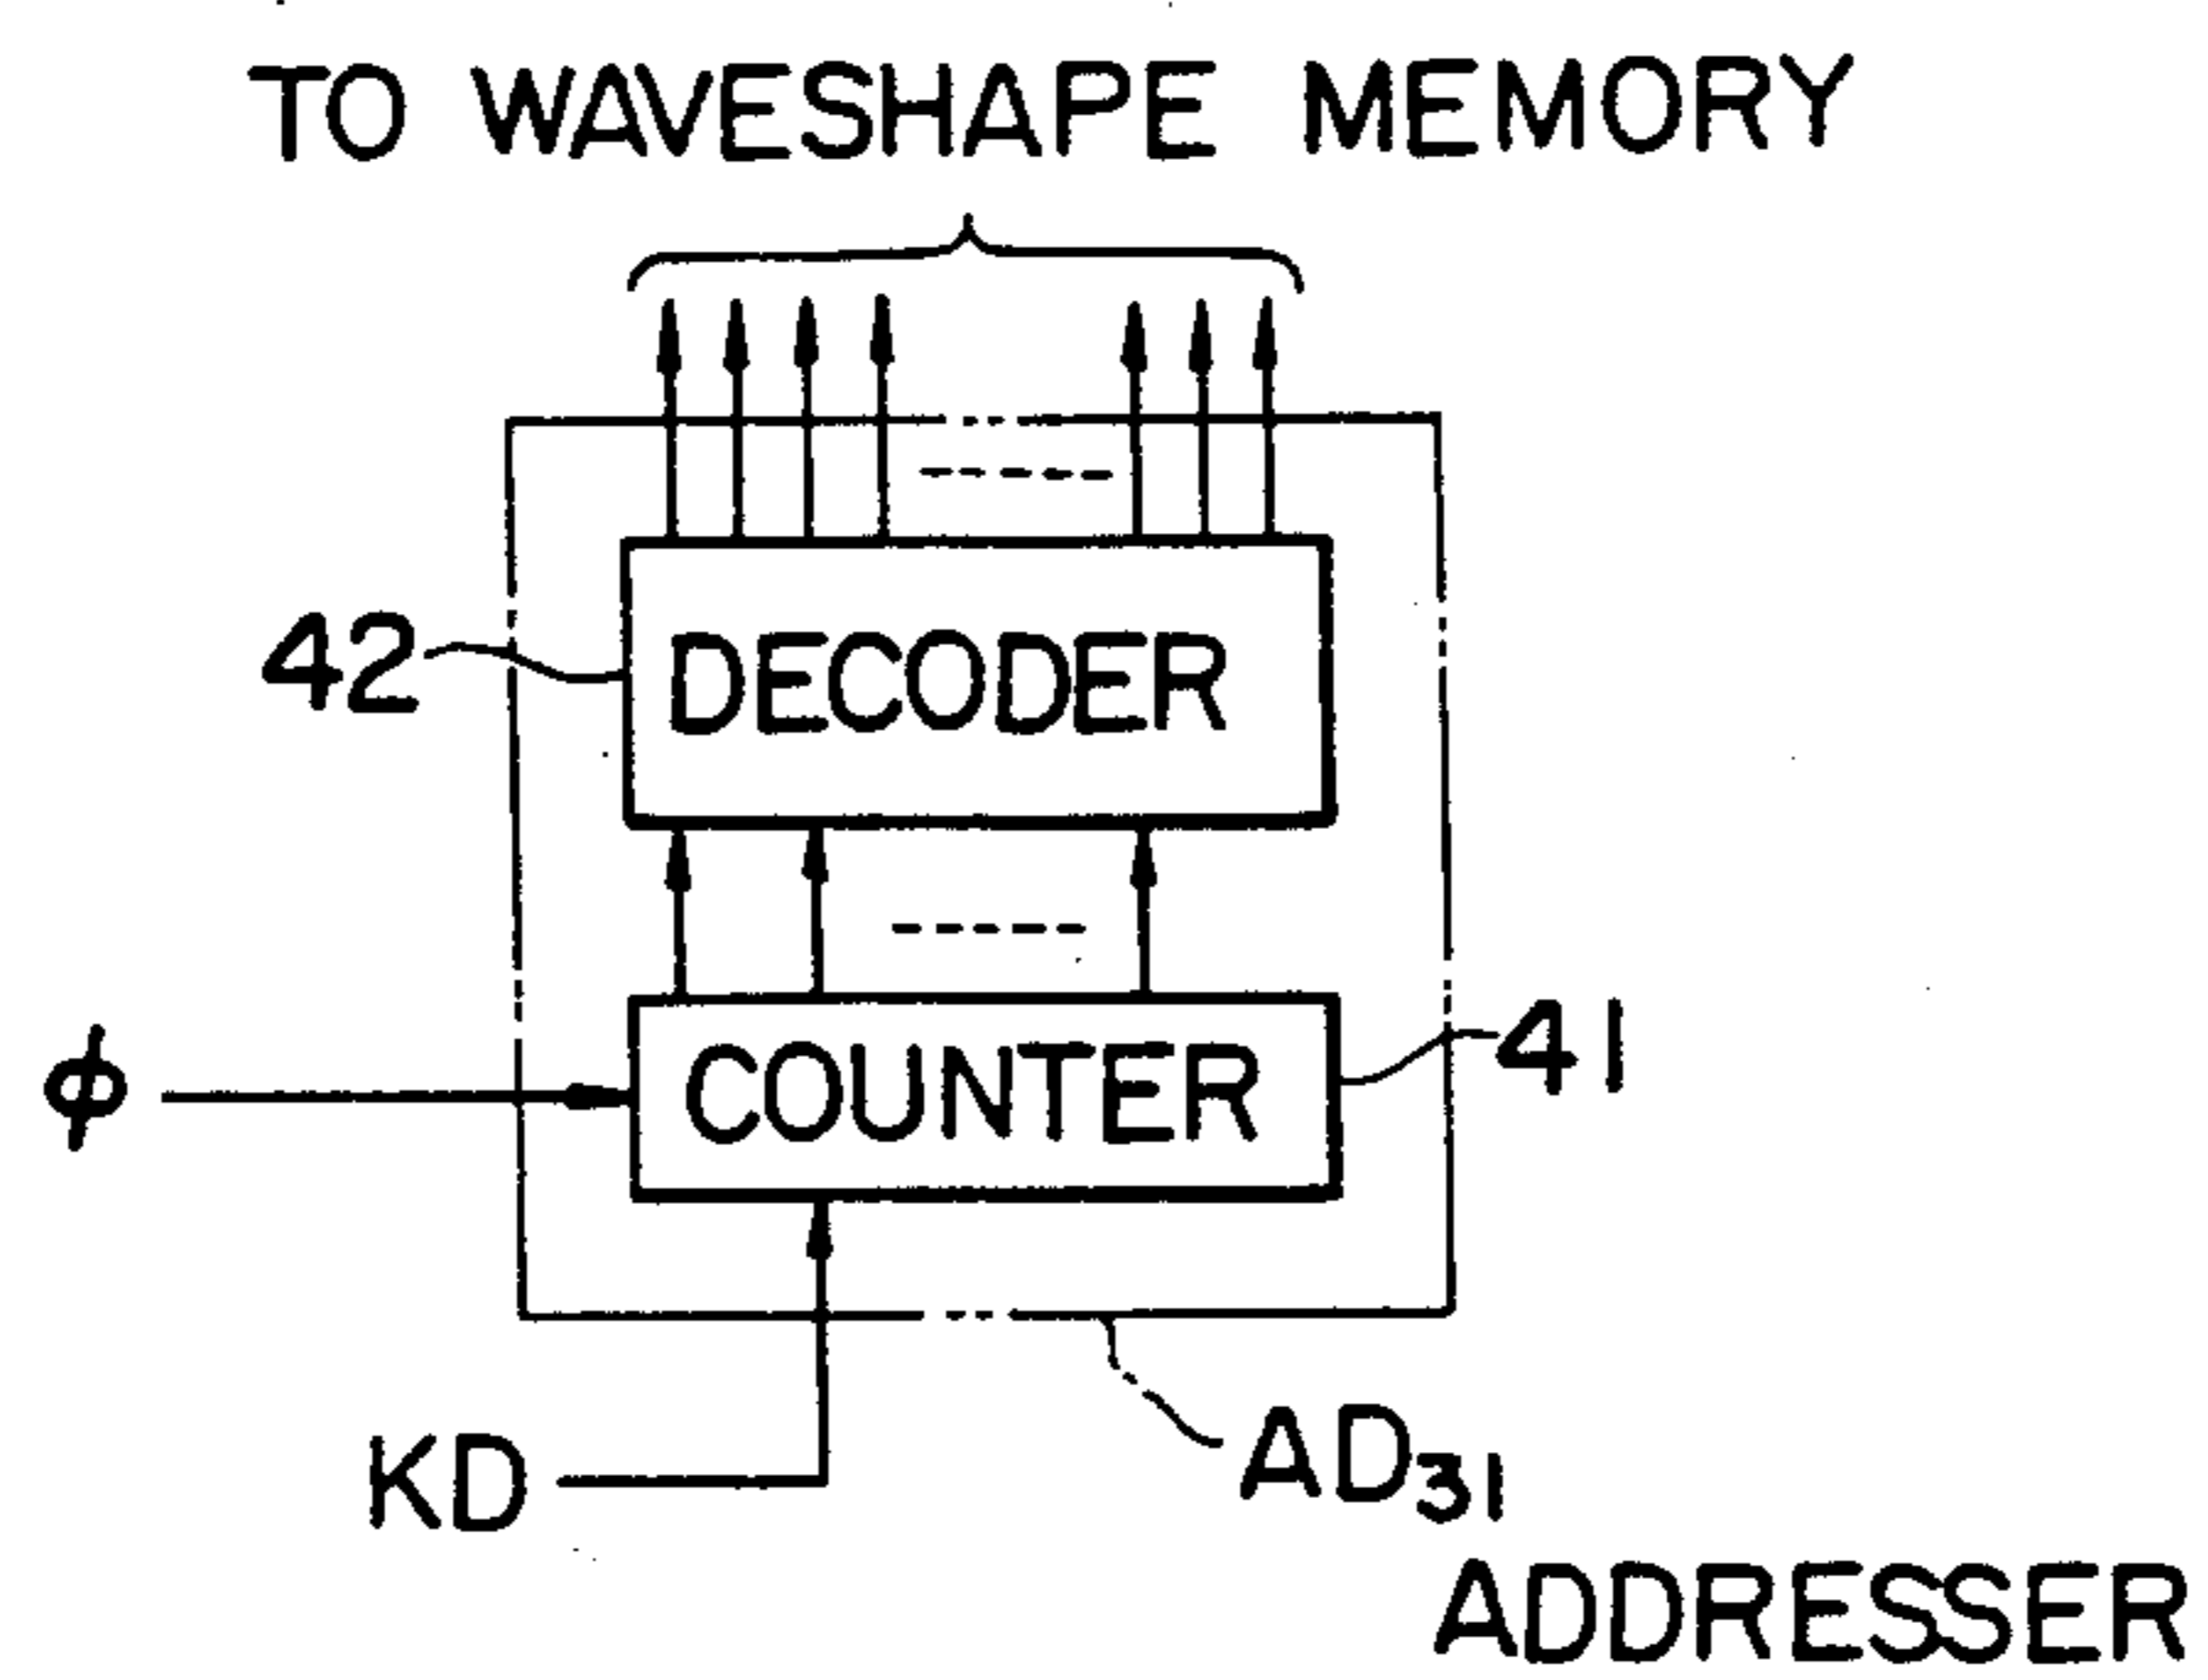 TO WAVESHAPE MEMORY
42
DECODER
ϕ
COUNTER
41
KD
AD31
ADDRESSER